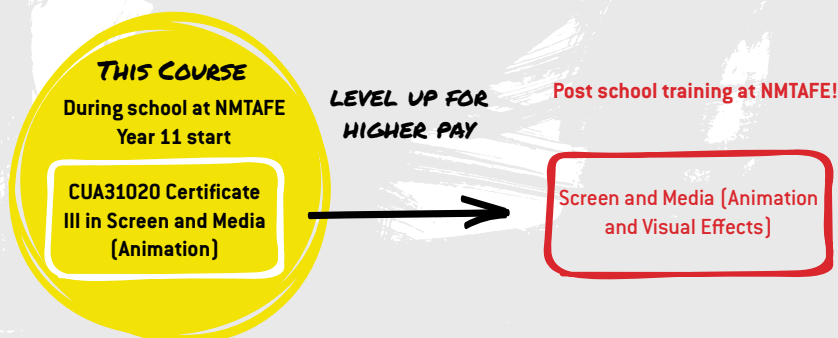 THIS COURSE
During school at NMTAFE
Year 11 start
CUA31020 Certificate
III in Screen and Media
(Animation)
LEVEL UP FOR
HIGHER PAY
Post school training at NMTAFE!
Screen and Media (Animation
and Visual Effects)